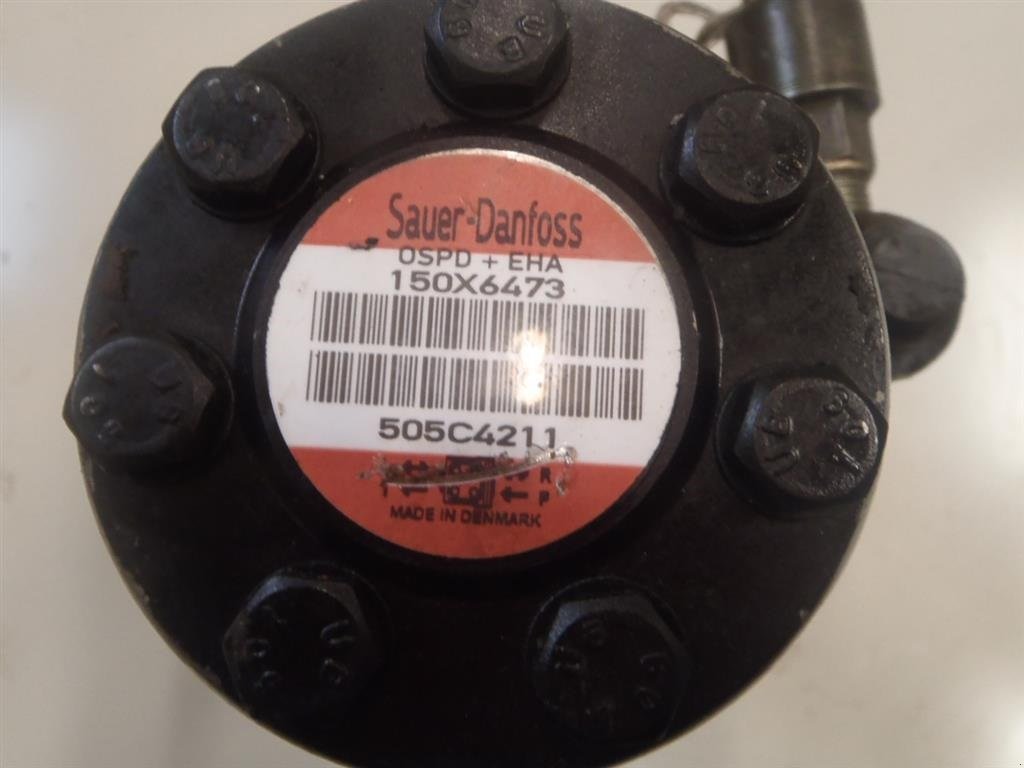 Sauer-Danfoss
OSPD + EHA
150X6473
505C4211
R
P
MADE IN DENMARK